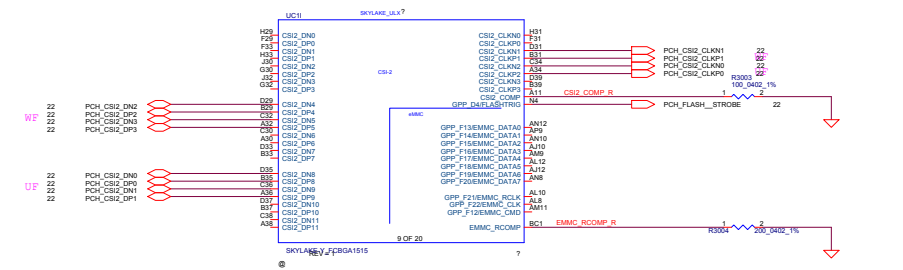 UC1I
SKYLAKE_ULX
?
H29
CSI2_DN0
F29
CSI2_DP0
F33
CSI2_DN1
H33
CSI2_DP1
J30
CSI2_DN2
G30
CSI2_DP2
J32
CSI2_DN3
G32
CSI2_DP3
22 PCH_CSI2_DN2 D29 CSI2_DN4
22 PCH_CSI2_DP2 B29 CSI2_DP4
WF
22 PCH_CSI2_DN3 C32 CSI2_DN5
22 PCH_CSI2_DP3 A32 CSI2_DP5
C30 CSI2_DN6
A30 CSI2_DP6
D33 CSI2_DN7
B33 CSI2_DP7
22 PCH_CSI2_DN0 D35 CSI2_DN8
22 PCH_CSI2_DP0 B35 CSI2_DP8
UF
22 PCH_CSI2_DN1 C36 CSI2_DN9
22 PCH_CSI2_DP1 A36 CSI2_DP9
D37 CSI2_DN10
B37 CSI2_DP10
C38 CSI2_DN11
A38 CSI2_DP11
CSI-2
eMMC
CSI2_CLKN0 H31
CSI2_CLKP0 F31
CSI2_CLKN1 D31 PCH_CSI2_CLKN1 22
CSI2_CLKP1 B31 PCH_CSI2_CLKP1 22
CSI2_CLKN2 C34 PCH_CSI2_CLKN0 22
CSI2_CLKP2 A34 PCH_CSI2_CLKP0 22
CSI2_CLKN3 D39
CSI2_CLKP3 B39
R3003
100_0402_1%
CSI2_COMP A11 CSI2_COMP_R 1 2
GPP_D4/FLASHTRIG N4 PCH_FLASH__STROBE 22
GPP_F13/EMMC_DATA0 AN12
GPP_F14/EMMC_DATA1 AP9
GPP_F15/EMMC_DATA2 AN10
GPP_F16/EMMC_DATA3 AJ10
GPP_F17/EMMC_DATA4 AM9
GPP_F18/EMMC_DATA5 AL12
GPP_F19/EMMC_DATA6 AJ12
GPP_F20/EMMC_DATA7 AN8
GPP_F21/EMMC_RCLK AL10
GPP_F22/EMMC_CLK AL8
GPP_F12/EMMC_CMD AM11
EMMC_RCOMP BC1 EMMC_RCOMP_R 1 2
R3004 200_0402_1%
9 OF 20
SKYLAKE-Y_FCBGA1515
REV = 1 ?
@